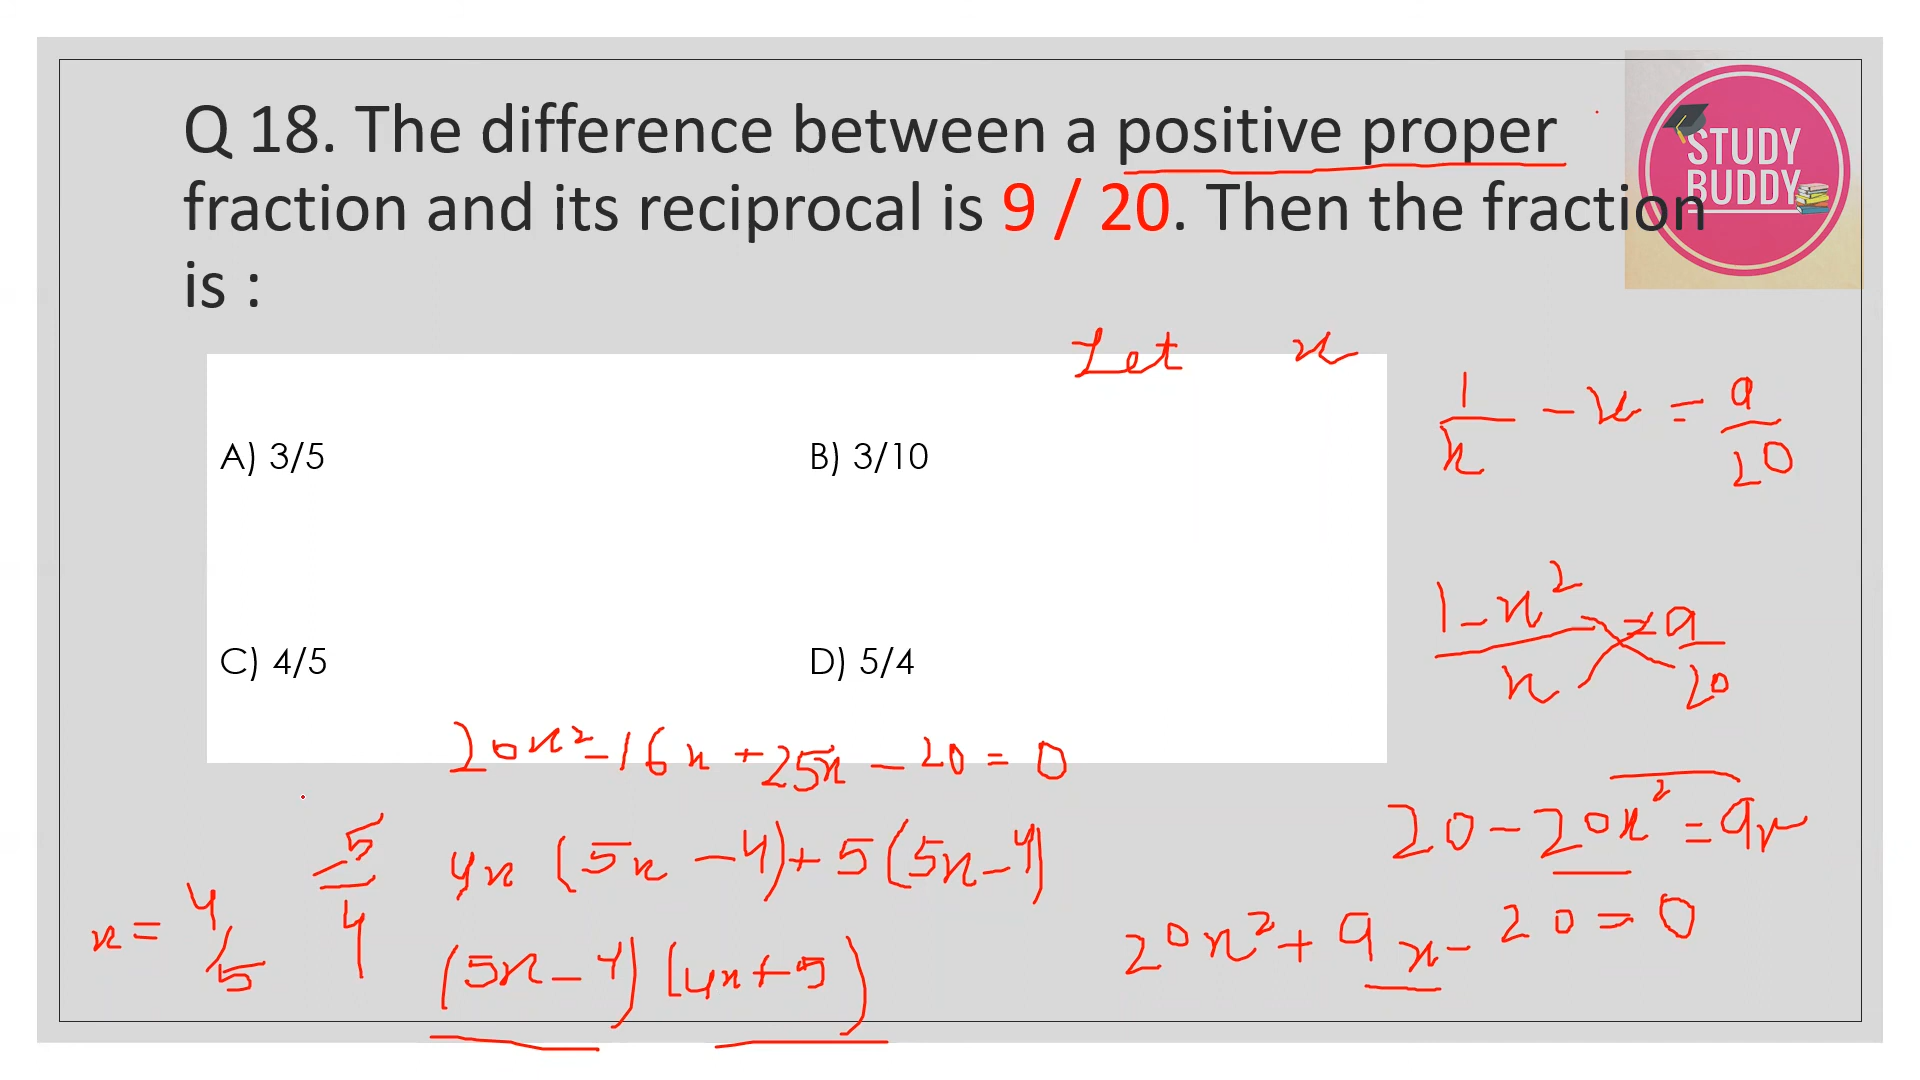 Q 18. The difference between a positive proper
fraction and its reciprocal is 9 / 20. Then the fraction
is :
STUDY
BUDDY
Let x
1/x - x = 9/20
A) 3/5 B) 3/10
(1-x²)/x = 9/20
C) 4/5 D) 5/4
20x² - 16x + 25x - 20 = 0
20 - 20x² = 9x
4x (5x - 4) + 5 (5x - 4)
20x² + 9x - 20 = 0
x = 4/5 -5/4
(5x - 4) (4x + 5)